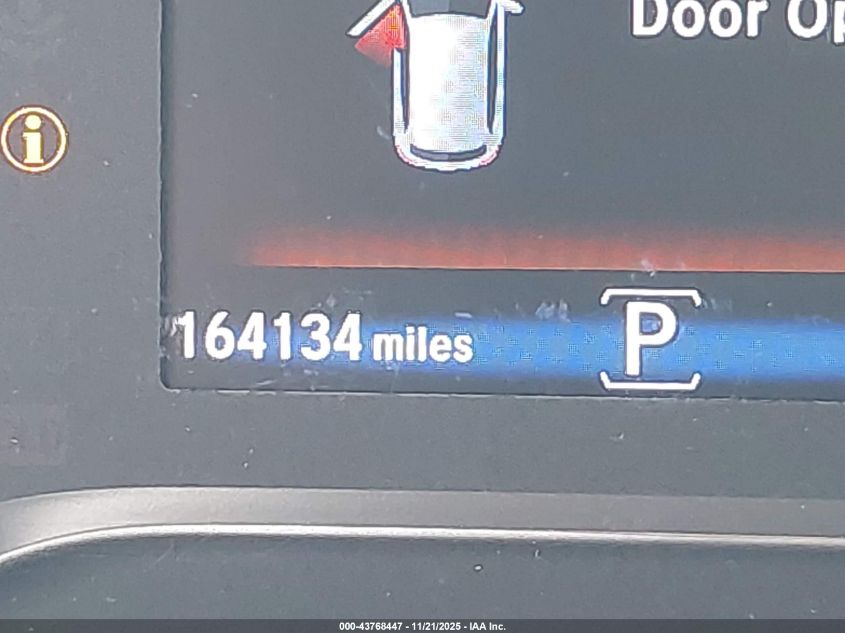 Door Op
164134 miles
P
000-43768447 - 11/21/2025 - IAA Inc.